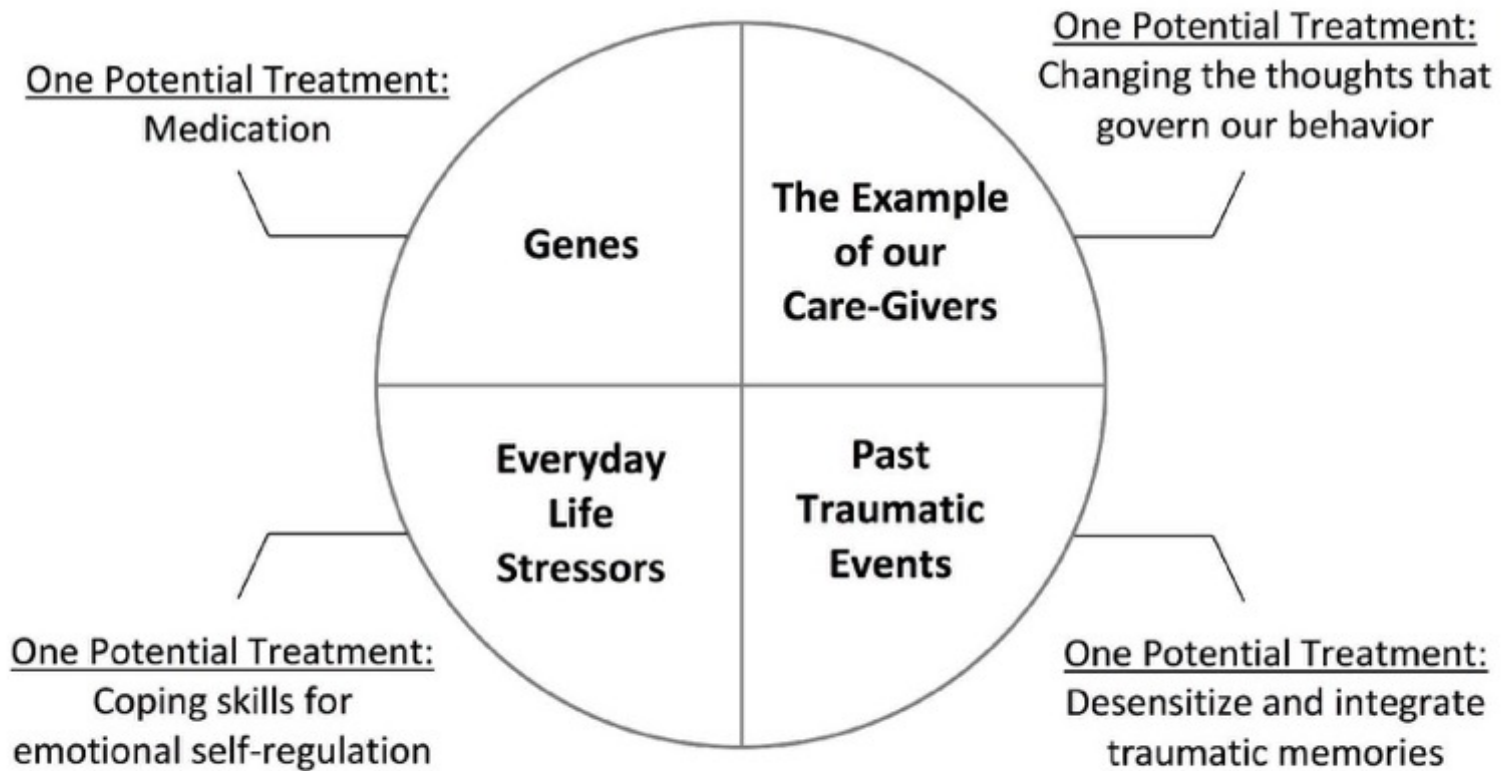 One Potential Treatment:
Medication
One Potential Treatment:
Changing the thoughts that
govern our behavior
Genes
The Example
of our
Care-Givers
Everyday
Life
Stressors
Past
Traumatic
Events
One Potential Treatment:
Coping skills for
emotional self-regulation
One Potential Treatment:
Desensitize and integrate
traumatic memories